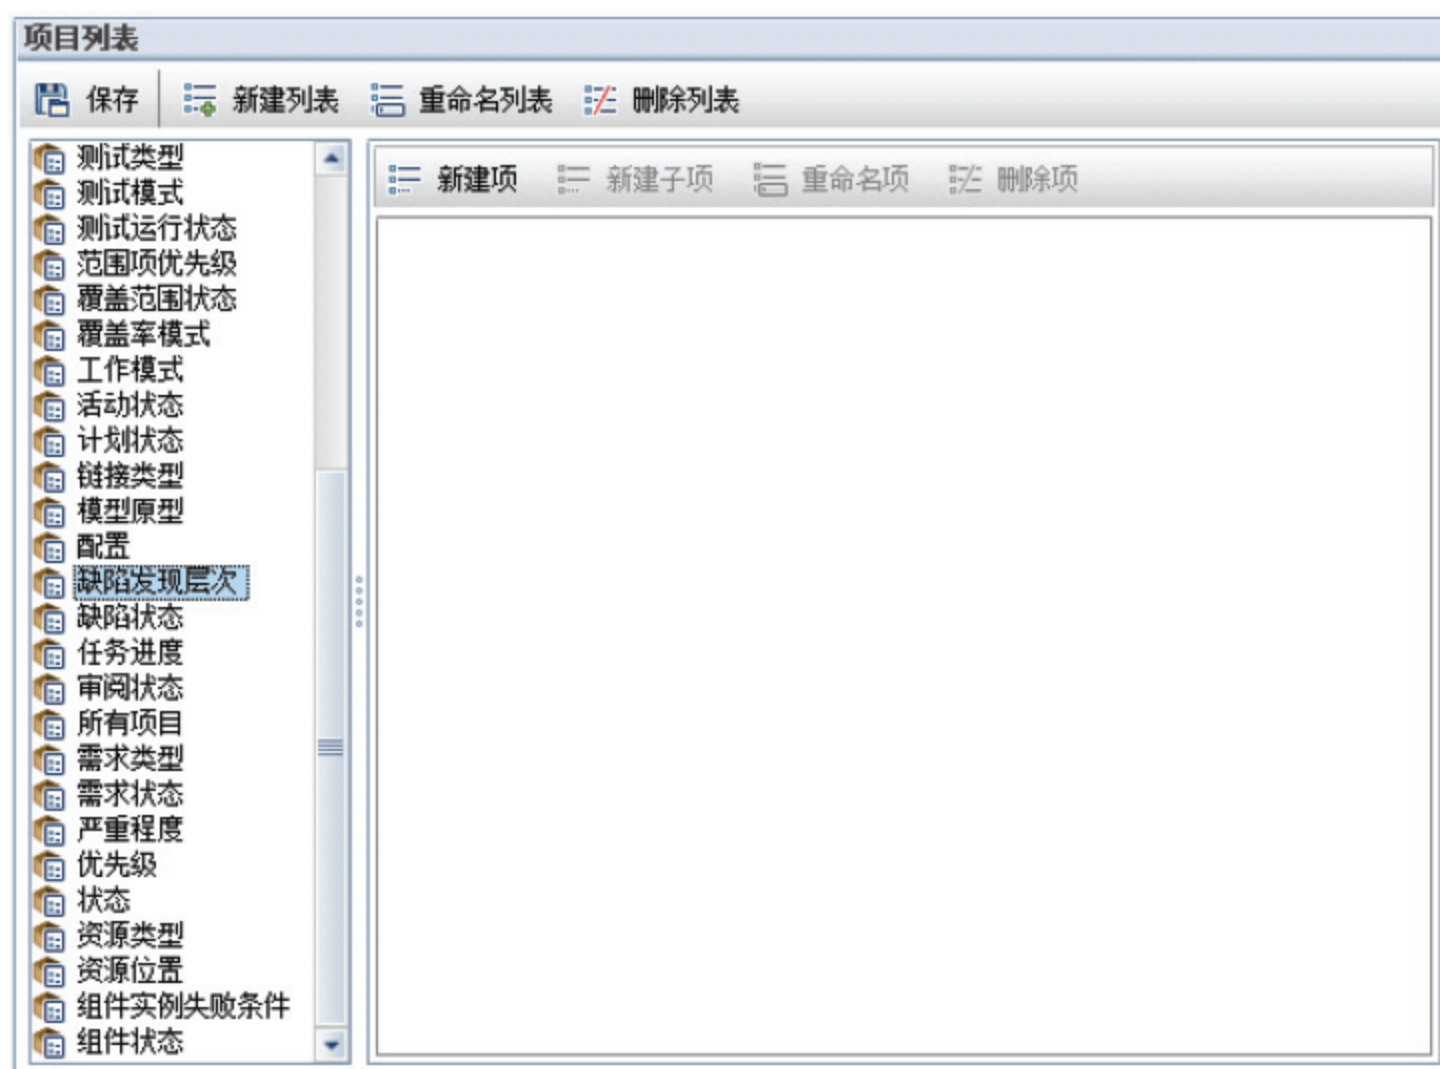 项目列表
保存 新建列表 重命名列表 删除列表
新建项 新建子项 重命名项 删除项
测试类型
测试模式
测试运行状态
范围项优先级
覆盖范围状态
覆盖率模式
工作模式
活动状态
计划状态
链接类型
模型原型
配置
缺陷发现层次
缺陷状态
任务进度
审阅状态
所有项目
需求类型
需求状态
严重程度
优先级
状态
资源类型
资源位置
组件实例失败条件
组件状态